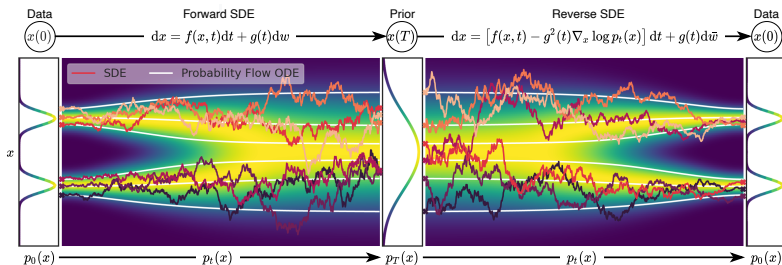 Data Forward SDE Prior Reverse SDE Data
x(0) dx = f(x, t)dt + g(t)dw x(T) dx = [f(x, t) − g²(t)∇ₓ log pₜ(x)] dt + g(t)dw̄ x(0)
SDE Probability Flow ODE
x
p₀(x) pₜ(x) p_T(x) pₜ(x) p₀(x)